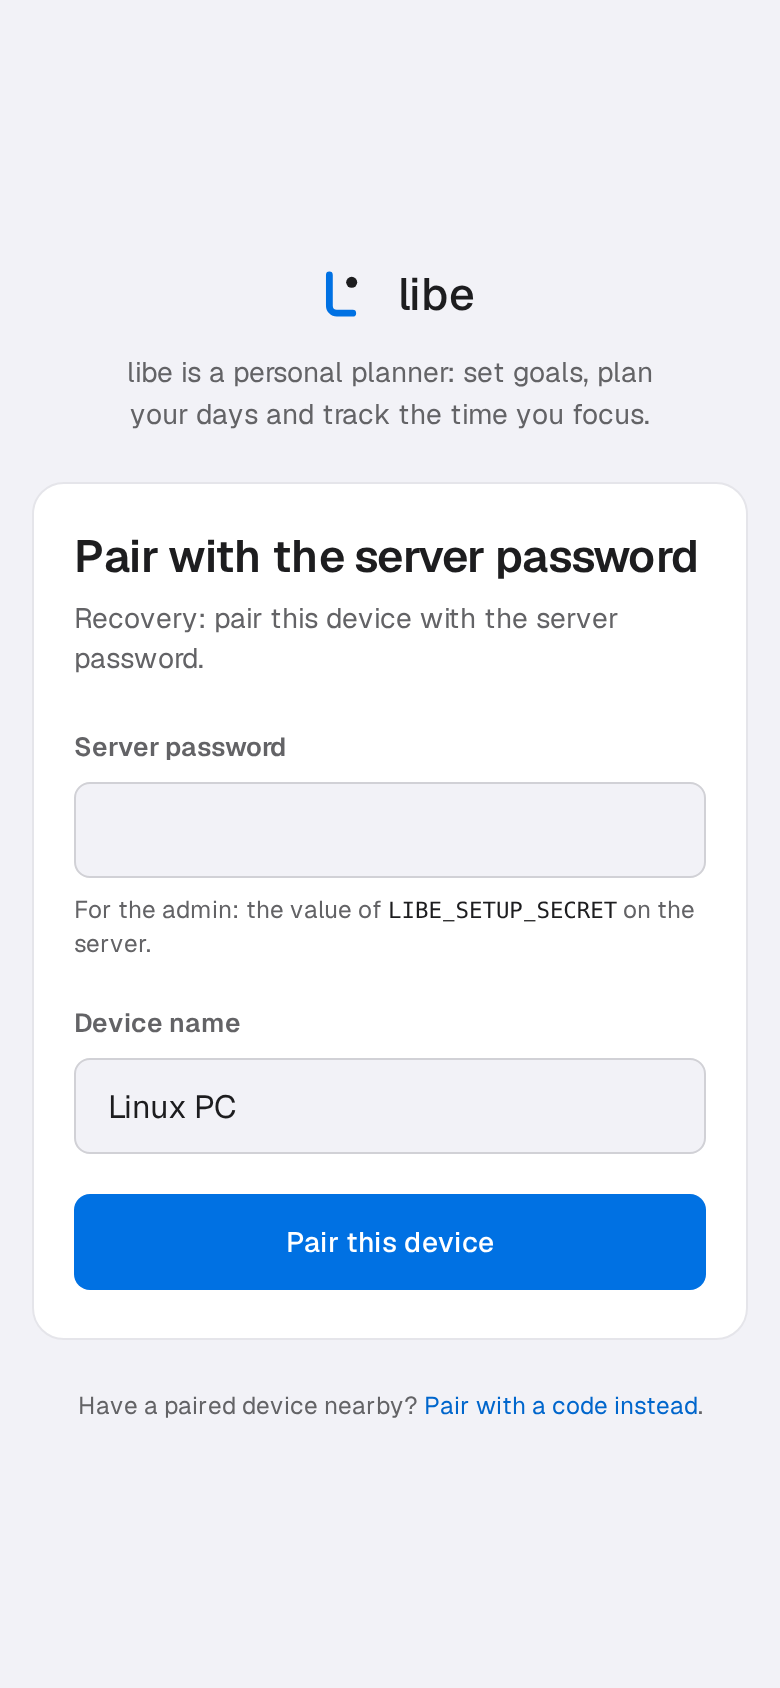 libe
libe is a personal planner: set goals, plan
your days and track the time you focus.
Pair with the server password
Recovery: pair this device with the server
password.
Server password
For the admin: the value of LIBE_SETUP_SECRET on the
server.
Device name
Linux PC
Pair this device
Have a paired device nearby? Pair with a code instead.